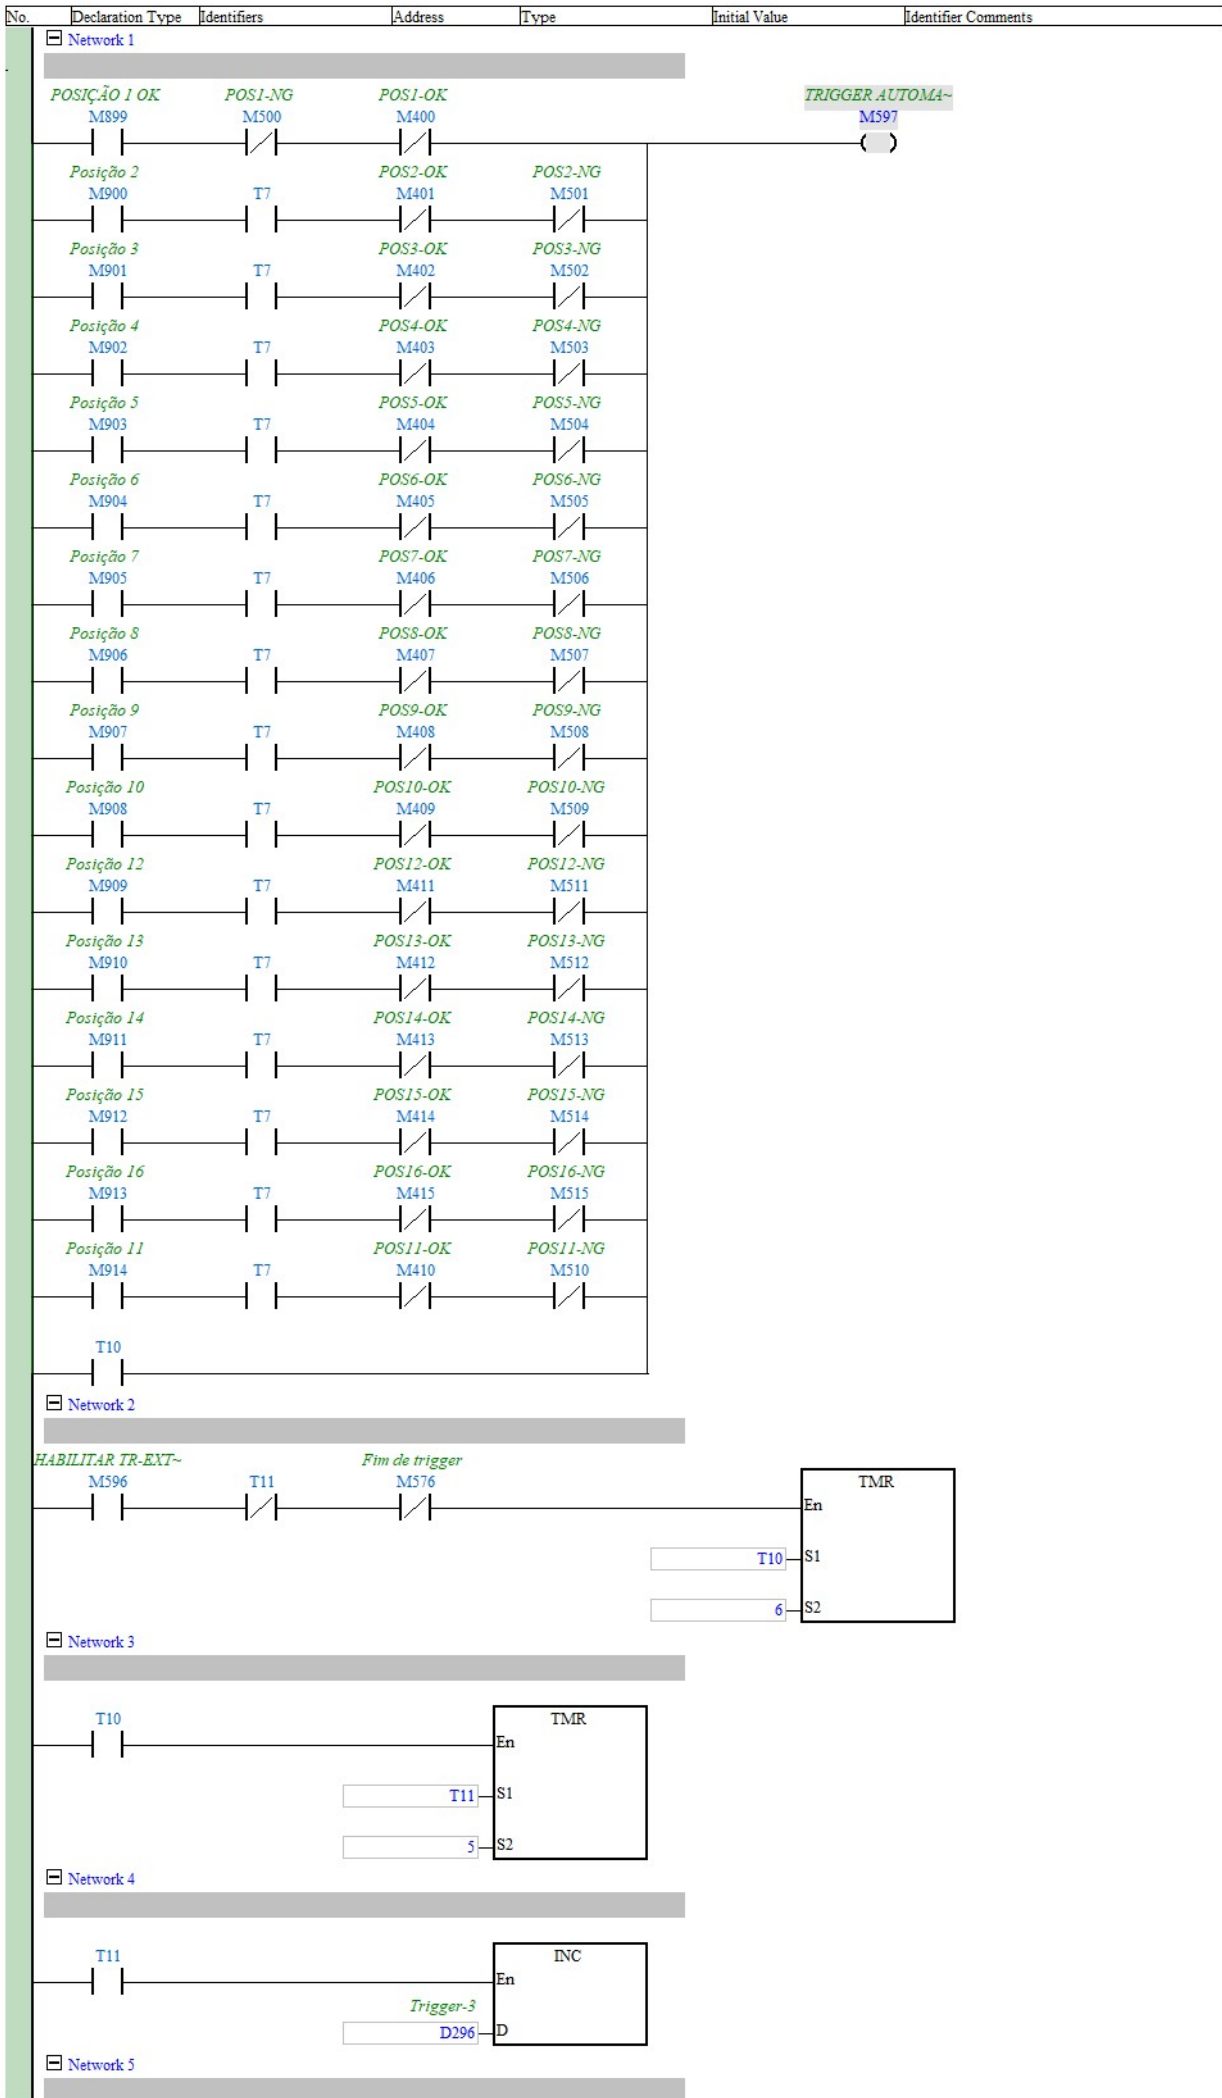 No. Declaration Type Identifiers Address Type Initial Value Identifier Comments
Network 1
POSIÇÃO 1 OK POS1-NG POS1-OK TRIGGER AUTOMA~
M899 M500 M400 M597
Posição 2 POS2-OK POS2-NG
M900 T7 M401 M501
Posição 3 POS3-OK POS3-NG
M901 T7 M402 M502
Posição 4 POS4-OK POS4-NG
M902 T7 M403 M503
Posição 5 POS5-OK POS5-NG
M903 T7 M404 M504
Posição 6 POS6-OK POS6-NG
M904 T7 M405 M505
Posição 7 POS7-OK POS7-NG
M905 T7 M406 M506
Posição 8 POS8-OK POS8-NG
M906 T7 M407 M507
Posição 9 POS9-OK POS9-NG
M907 T7 M408 M508
Posição 10 POS10-OK POS10-NG
M908 T7 M409 M509
Posição 12 POS12-OK POS12-NG
M909 T7 M411 M511
Posição 13 POS13-OK POS13-NG
M910 T7 M412 M512
Posição 14 POS14-OK POS14-NG
M911 T7 M413 M513
Posição 15 POS15-OK POS15-NG
M912 T7 M414 M514
Posição 16 POS16-OK POS16-NG
M913 T7 M415 M515
Posição 11 POS11-OK POS11-NG
M914 T7 M410 M510
T10
Network 2
HABILITAR TR-EXT~ Fim de trigger
M596 T11 M576 TMR
En
T10 S1
6 S2
Network 3
T10 TMR
En
T11 S1
5 S2
Network 4
T11 INC
En
Trigger-3
D296 D
Network 5